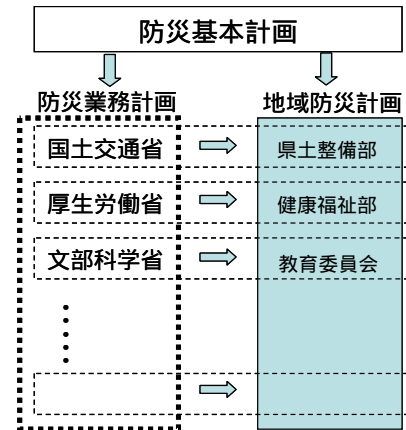 防災基本計画
防災業務計画
地域防災計画
国土交通省
県土整備部
厚生労働省
健康福祉部
文部科学省
教育委員会